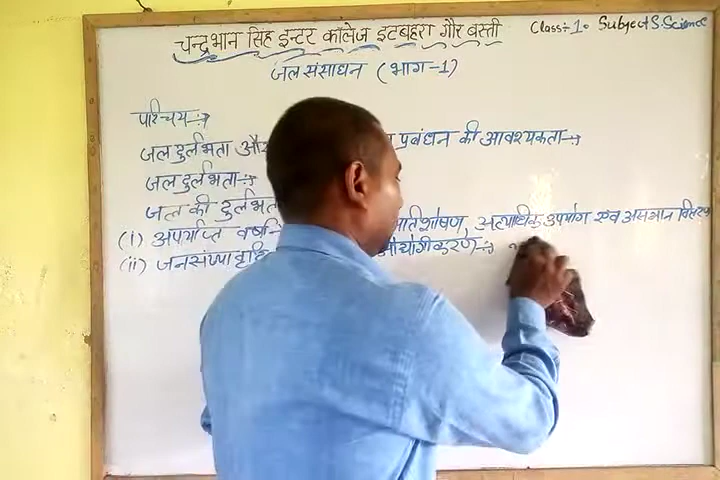 चन्द्रभान सिंह इन्टर कॉलेज इटबहरा गौर बस्ती
Class÷ 10 Subject S.Science
जल संसाधन (भाग-1)
परिचय
जल दुर्लभता और प्रबंधन की आवश्यकता
जल दुर्लभता
जल की दुर्लभता
(i) अपर्याप्त अतिशोषण, अत्यधिक उपयोग एवं असमान वितरण
(ii) जनसंख्या वृद्धि औद्योगीकरण